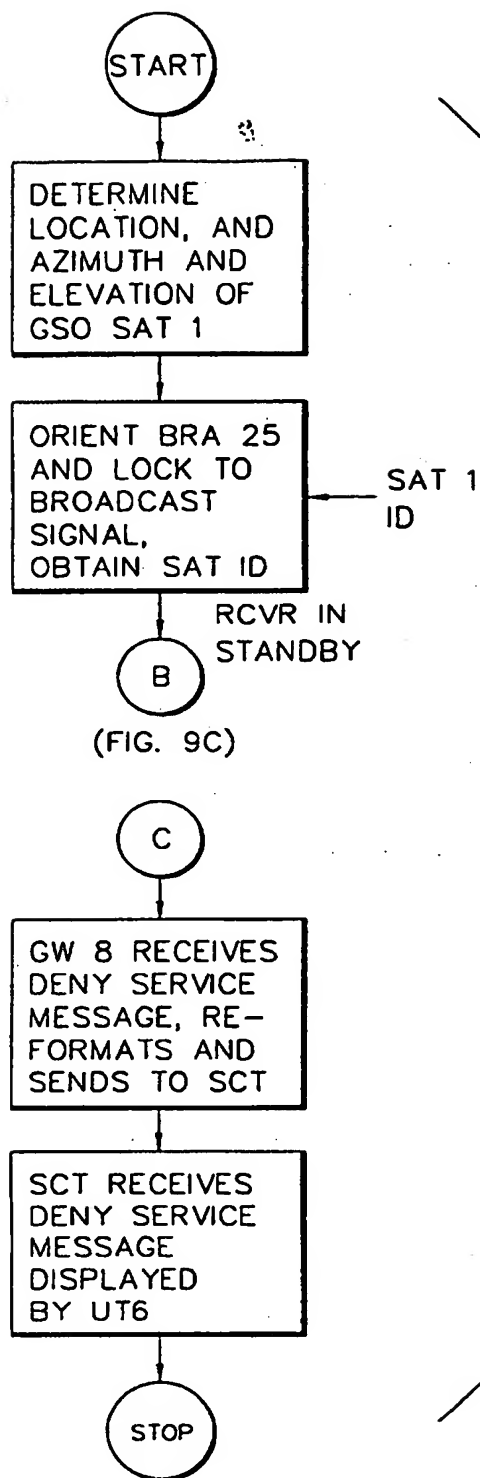 START
DETERMINE
LOCATION, AND
AZIMUTH AND
ELEVATION OF
GSO SAT 1
ORIENT BRA 25
AND LOCK TO
BROADCAST
SIGNAL,
OBTAIN SAT ID
SAT 1
ID
RCVR IN
STANDBY
B
(FIG. 9C)
C
GW 8 RECEIVES
DENY SERVICE
MESSAGE, RE-
FORMATS AND
SENDS TO SCT
SCT RECEIVES
DENY SERVICE
MESSAGE
DISPLAYED
BY UT6
STOP